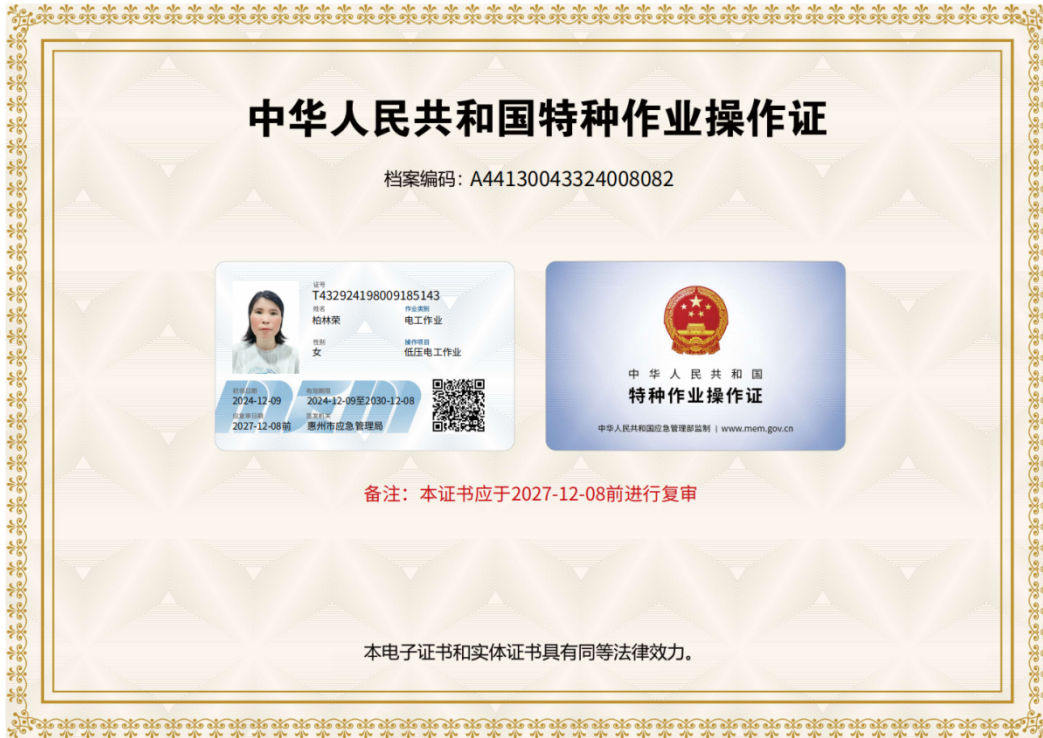 中华人民共和国特种作业操作证
档案编码：A44130043324008082
证号
T432924198009185143
姓名
作业类别
柏林荣
电工作业
性别
操作项目
女
低压电工作业
初领日期
有效期限
2024-12-09
2024-12-09至2030-12-08
应复审日期
签发机关
2027-12-08前
惠州市应急管理局
中华人民共和国
特种作业操作证
中华人民共和国应急管理部监制 | www.mem.gov.cn
备注：本证书应于2027-12-08前进行复审
本电子证书和实体证书具有同等法律效力。